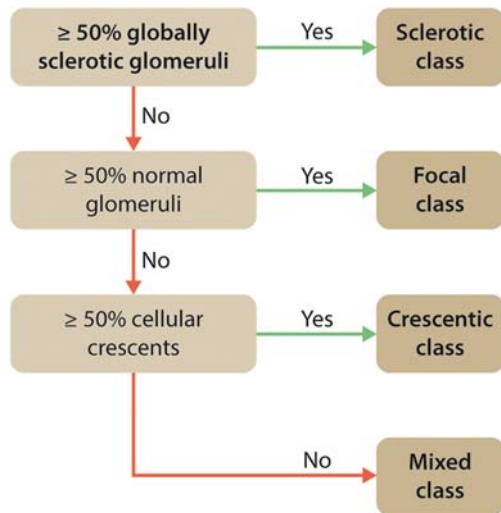 ≥ 50% globally
sclerotic glomeruli
Yes
Sclerotic
class
No
≥ 50% normal
glomeruli
Yes
Focal
class
No
≥ 50% cellular
crescents
Yes
Crescentic
class
No
Mixed
class